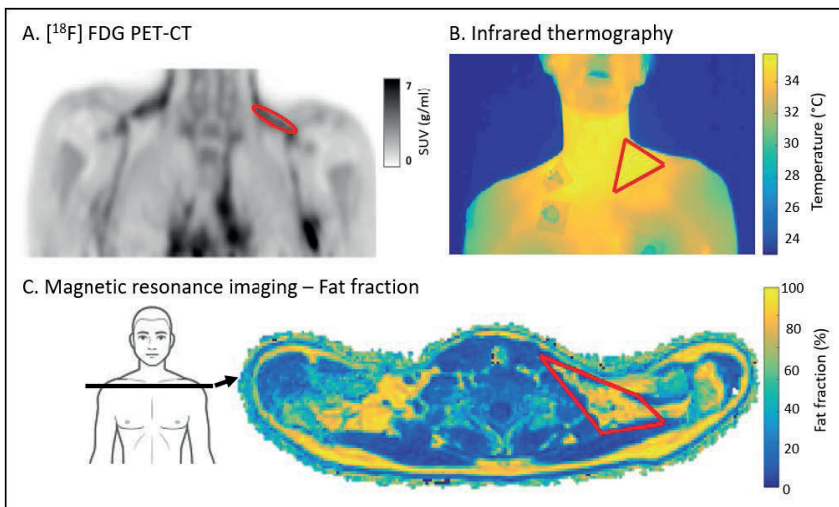 A. [¹⁸F] FDG PET-CT
7
SUV (g/ml)
0
B. Infrared thermography
34
32
30
28
26
24
Temperature (°C)
C. Magnetic resonance imaging – Fat fraction
100
80
60
40
20
0
Fat fraction (%)